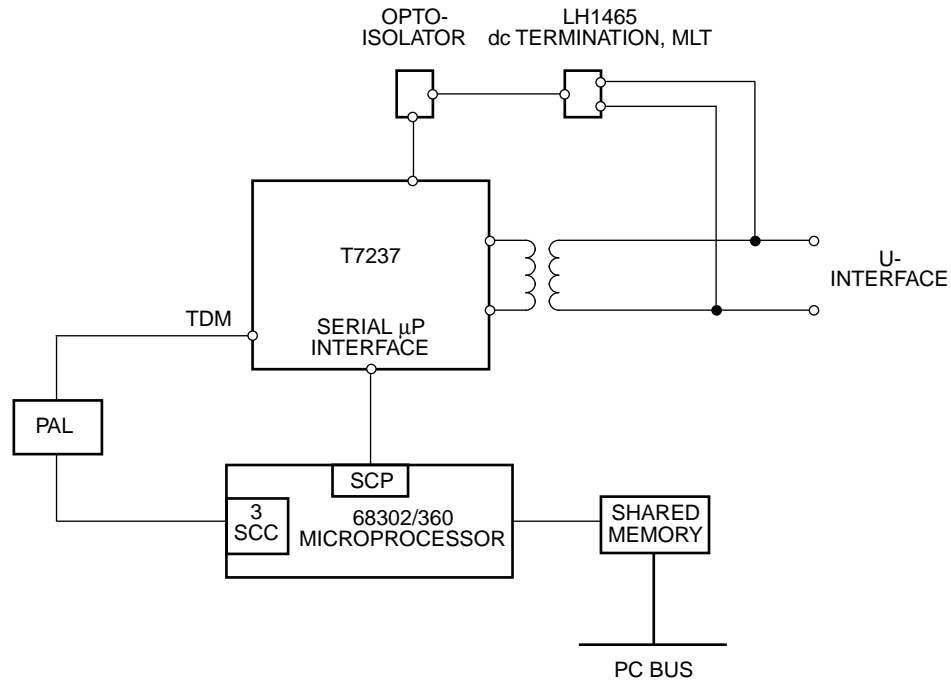 OPTO-
ISOLATOR
LH1465
dc TERMINATION, MLT
T7237
U-
INTERFACE
TDM
SERIAL µP
INTERFACE
PAL
SCP
3
SCC
68302/360
MICROPROCESSOR
SHARED
MEMORY
PC BUS